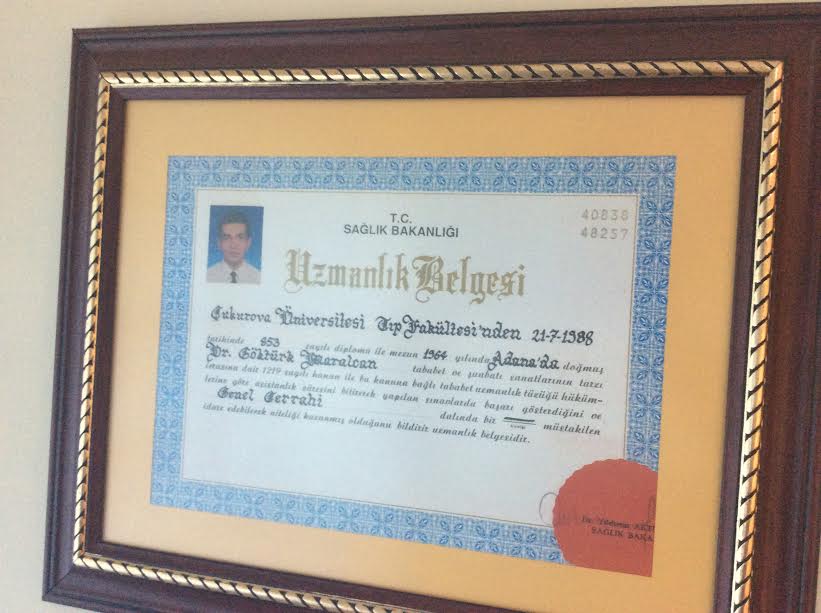 T.C.
SAĞLIK BAKANLIĞI
40838
48257
Uzmanlık Belgesi
Çukurova Üniversitesi Tıp Fakültesi'nden 21-7-1988
tarihinde 853 sayılı diploma ile mezun 1964 yılında Adana'da doğmuş
Dr. Göktürk Maralcan tababet ve şuabatı sanatlarının tarzı
icrasına dair 1219 sayılı kanun ile bu kanuna bağlı tababet uzmanlık tüzüğü hüküm-
lerine göre asistanlık süresini bitirerek yapılan sınavlarda başarı gösterdiğini ve
Genel Cerrahi dalında bir müstakilen
idare edebilecek niteliği kazanmış olduğunu bildirir uzmanlık belgesidir.
Dr.
SAĞLIK BAKA